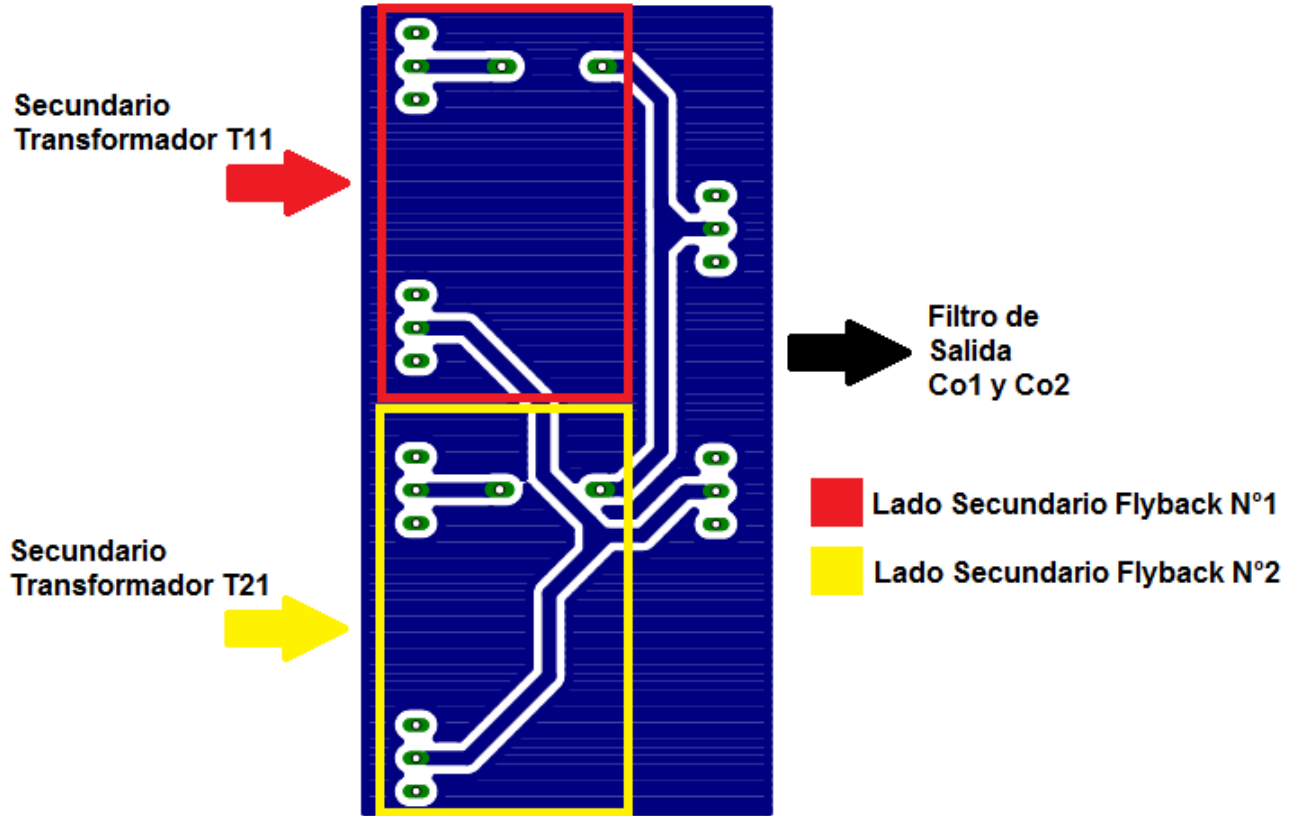 Secundario
Transformador T11
Filtro de
Salida
Co1 y Co2
Lado Secundario Flyback N°1
Secundario
Transformador T21
Lado Secundario Flyback N°2